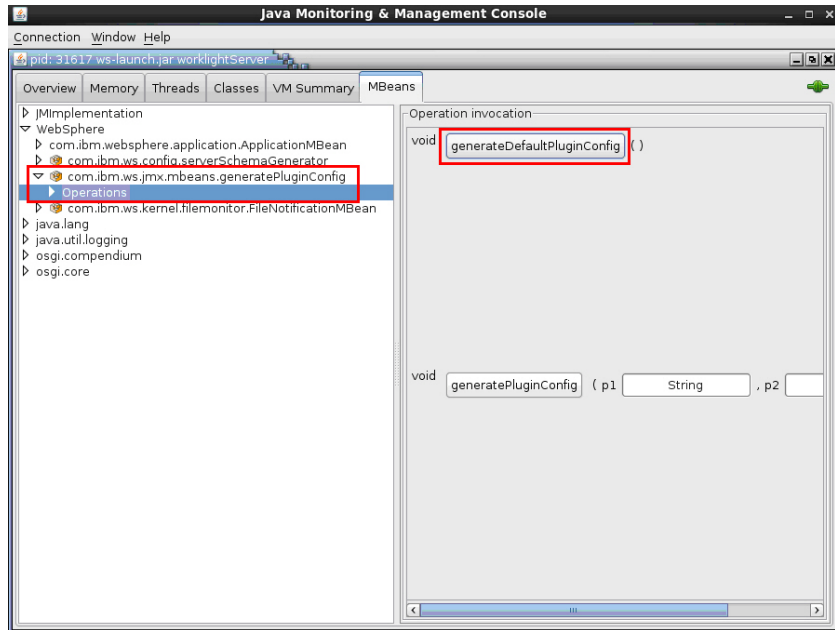 Java Monitoring & Management Console
Connection Window Help
pid: 31617 ws-launch.jar worklightServer
Overview Memory Threads Classes VM Summary MBeans
JMImplementation
WebSphere
com.ibm.websphere.application.ApplicationMBean
com.ibm.ws.config.serverSchemaGenerator
com.ibm.ws.jmx.mbeans.generatePluginConfig
Operations
com.ibm.ws.kernel.filemonitor.FileNotificationMBean
java.lang
java.util.logging
osgi.compendium
osgi.core
Operation invocation
void generateDefaultPluginConfig ( )
void generatePluginConfig ( p1 String , p2